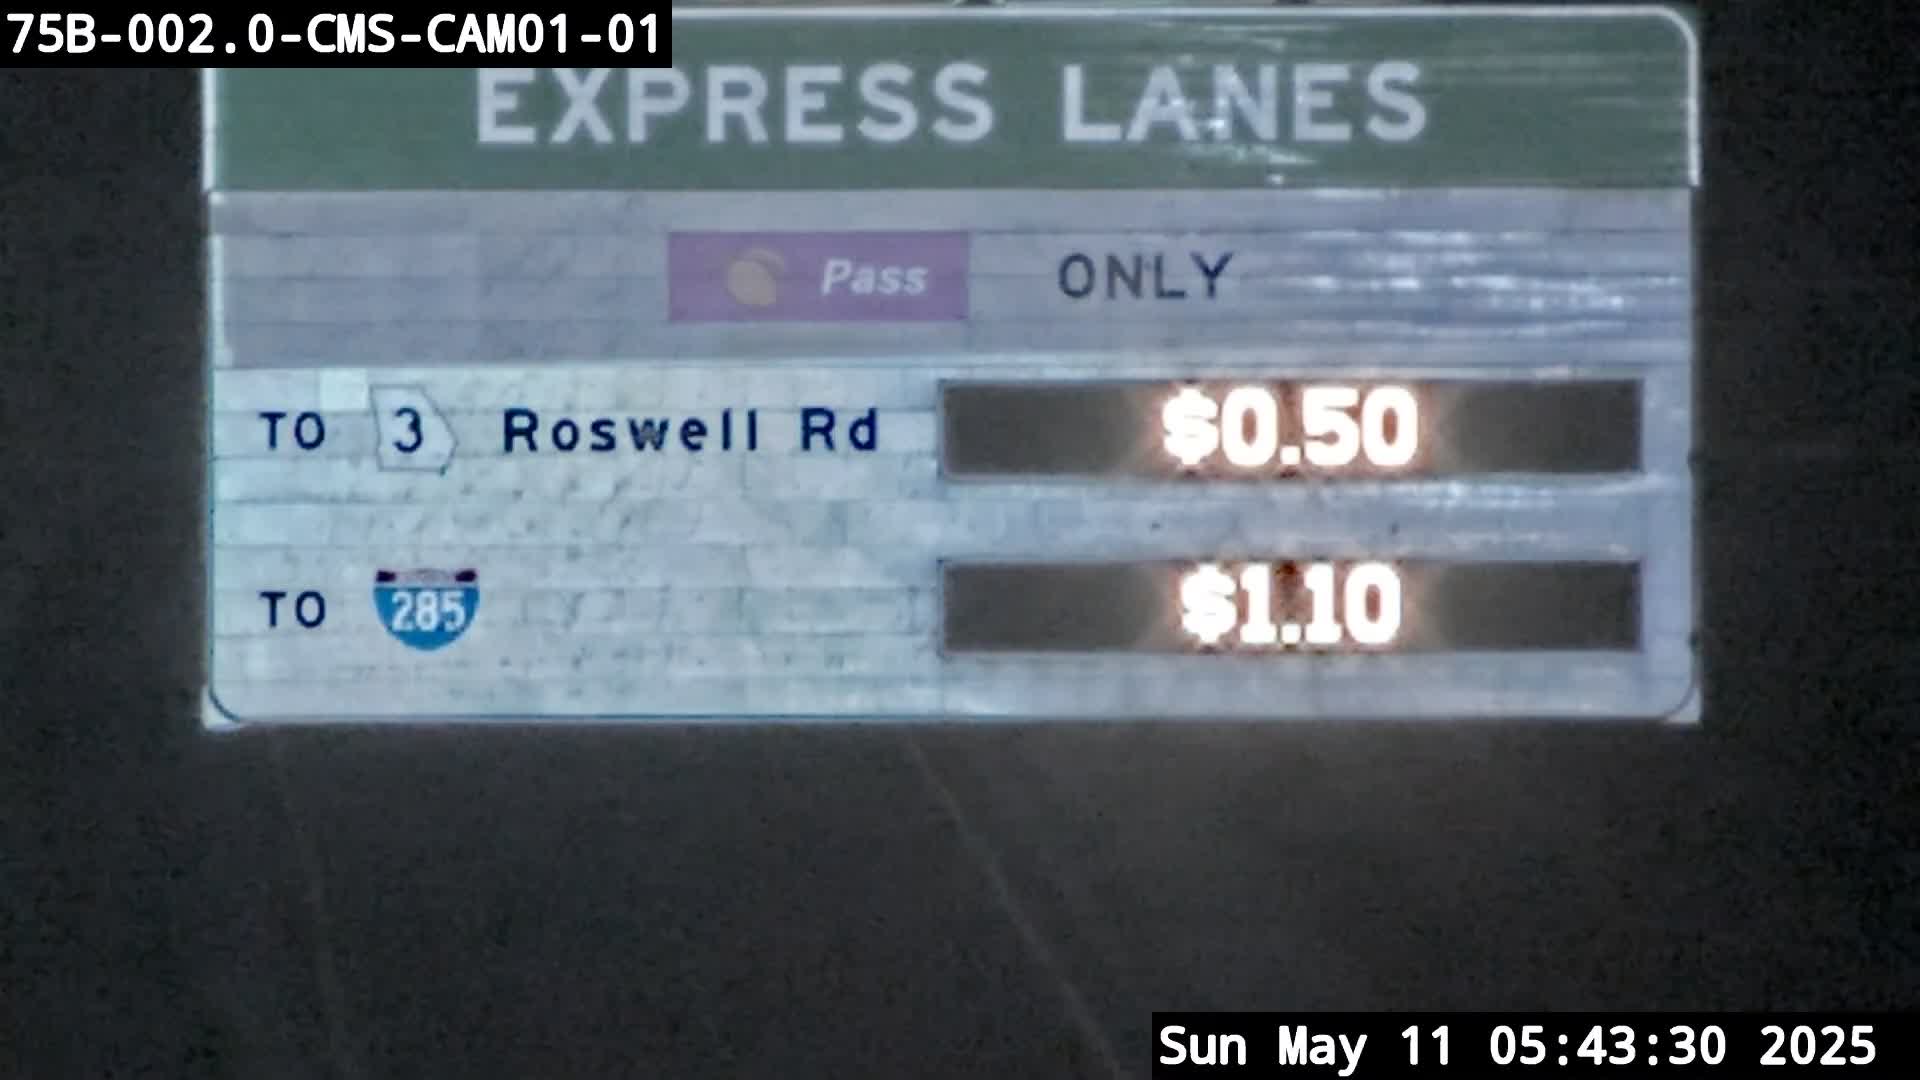 75B-002.0-CMS-CAM01-01
EXPRESS LANES
Pass ONLY
TO 3 Roswell Rd $0.50
TO 285 $1.10
Sun May 11 05:43:30 2025